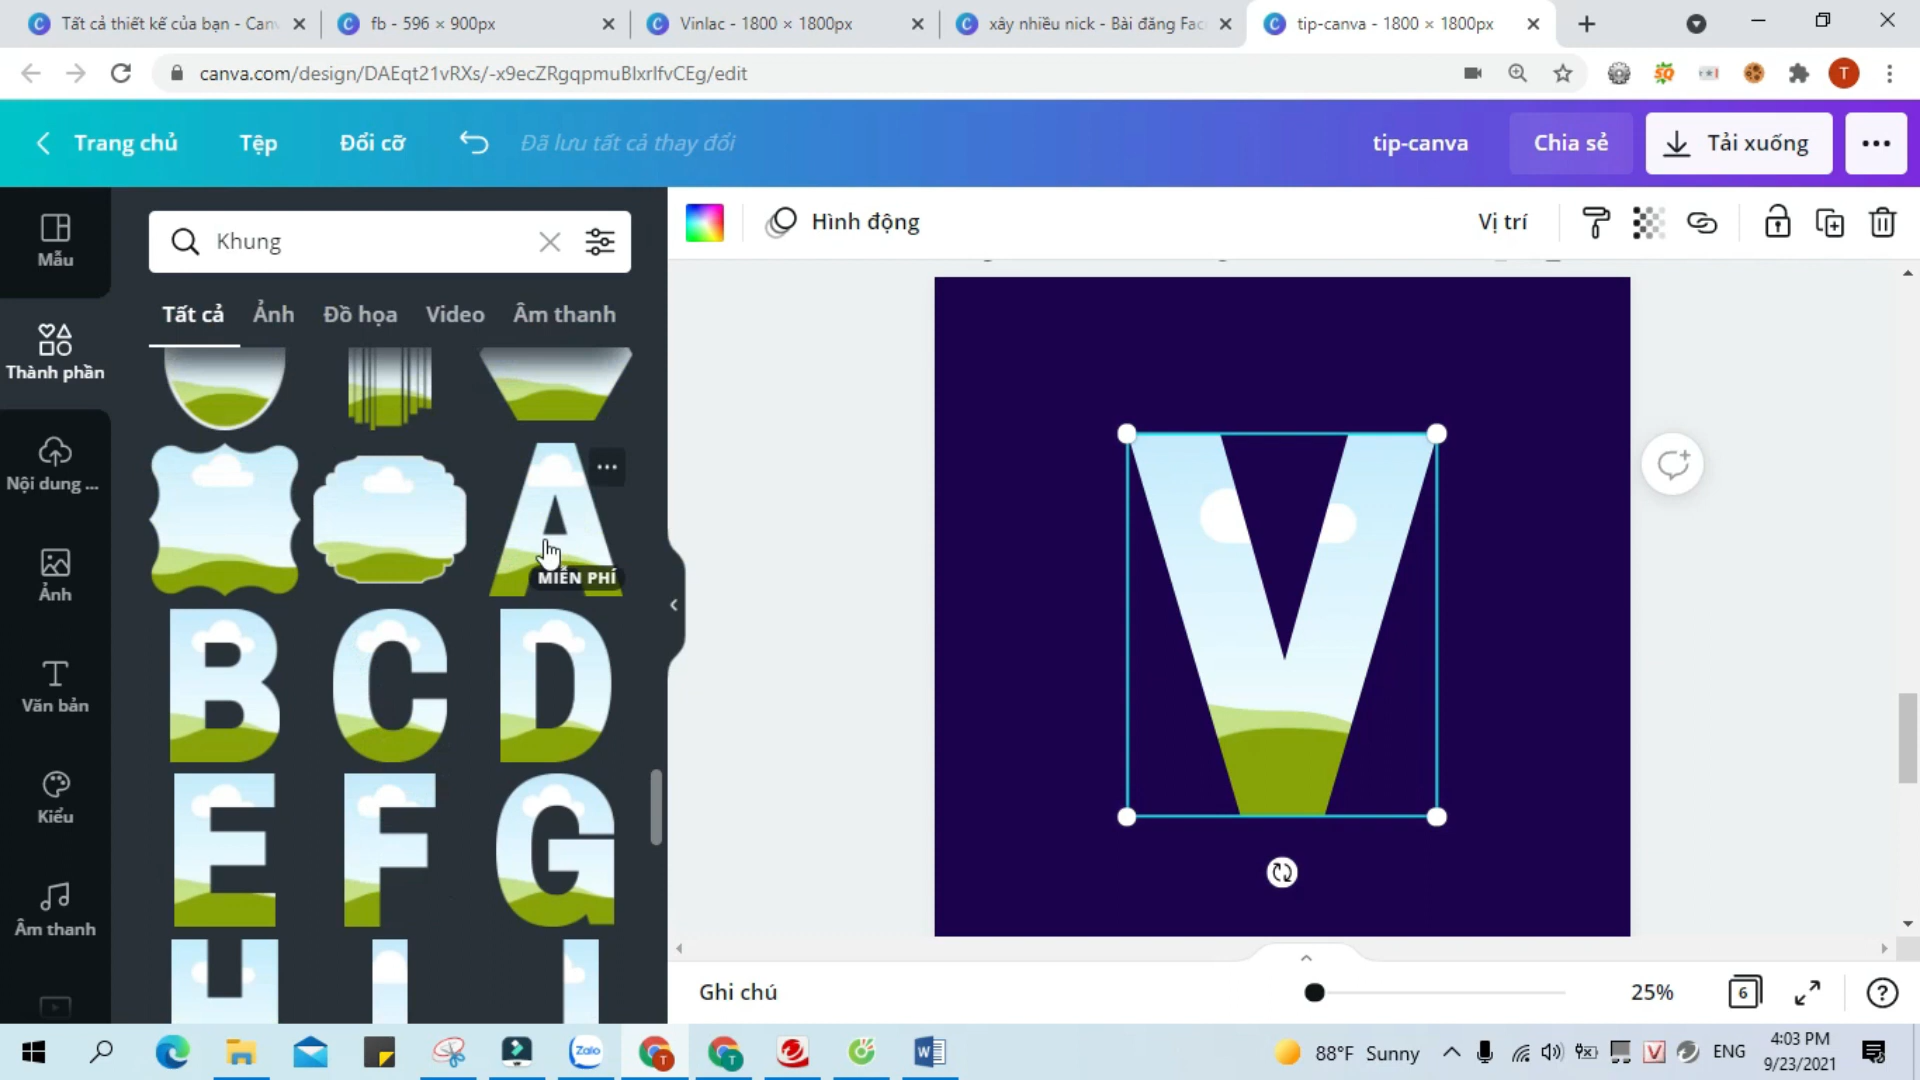 Tất cả thiết kế của bạn - Can
fb - 596 × 900px
Vinlac - 1800 × 1800px
xây nhiều nick - Bài đăng Fac
tip-canva - 1800 × 1800px
canva.com/design/DAEqt21vRXs/-x9ecZRgqpmuBlxrIfvCEg/edit
T
Trang chủ
Tệp
Đổi cỡ
Đã lưu tất cả thay đổi
tip-canva
Chia sẻ
Tải xuống
Mẫu
Thành phần
Nội dung ...
Ảnh
Văn bản
Kiểu
Âm thanh
Khung
Tất cả
Ảnh
Đồ họa
Video
Âm thanh
A
MIỄN PHÍ
B C D
E F G
Hình động
Vị trí
V
Ghi chú
25%
6
Zalo
88°F Sunny
ENG
4:03 PM
9/23/2021